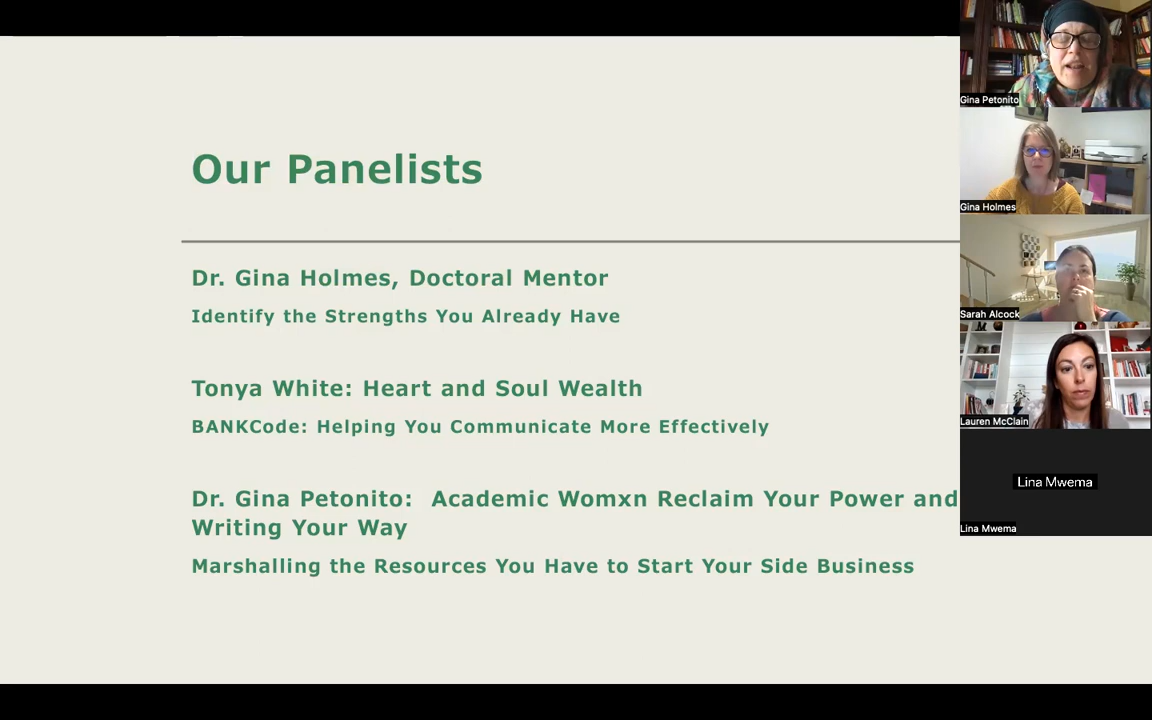 Our Panelists
Dr. Gina Holmes, Doctoral Mentor
Identify the Strengths You Already Have
Tonya White: Heart and Soul Wealth
BANKCode: Helping You Communicate More Effectively
Dr. Gina Petonito: Academic Womxn Reclaim Your Power and
Writing Your Way
Marshalling the Resources You Have to Start Your Side Business
Gina Petonito
Gina Holmes
Sarah Alcock
Lauren McClain
Lina Mwema
Lina Mwema